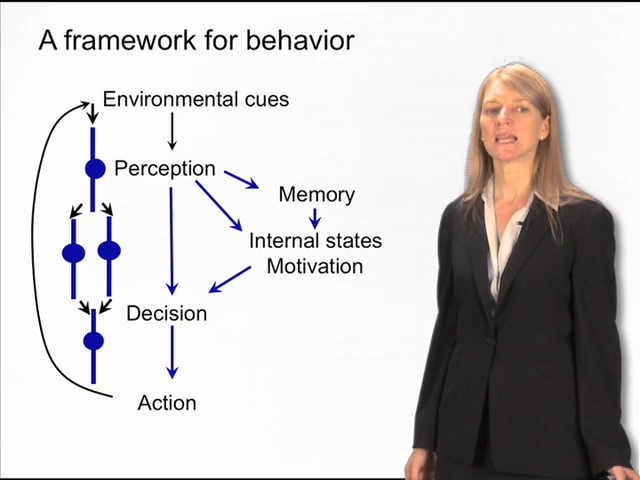 A framework for behavior
Environmental cues
Perception
Memory
Internal states
Motivation
Decision
Action